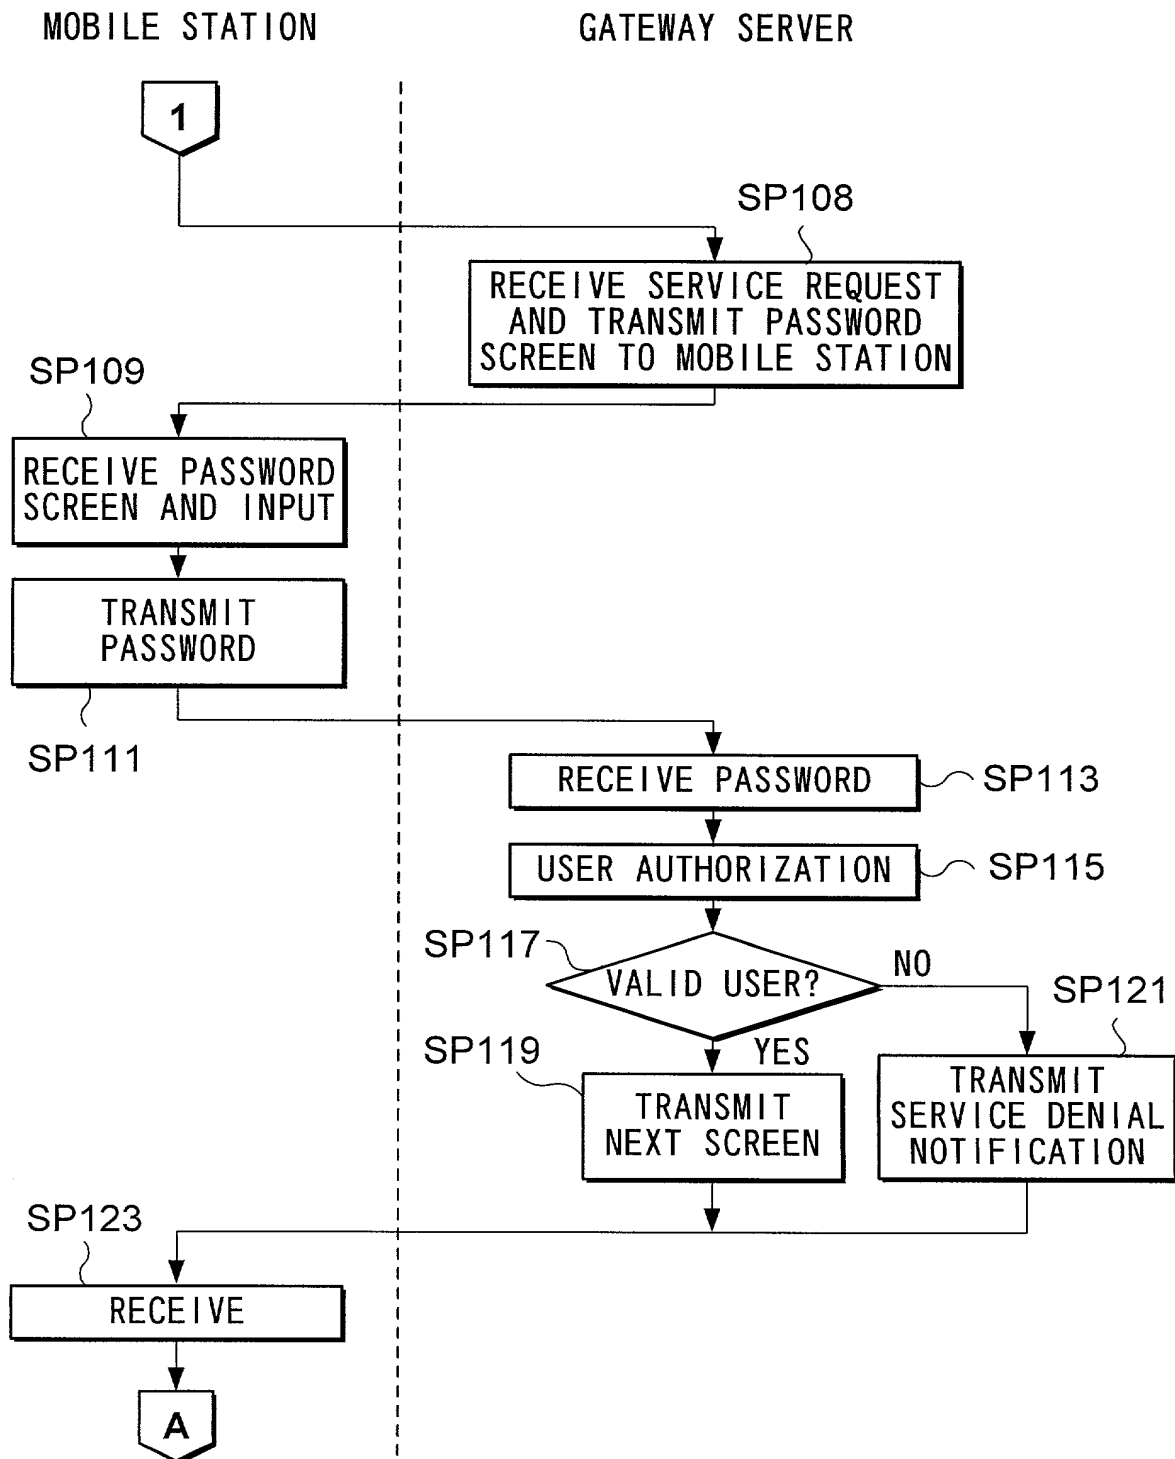 MOBILE STATION
GATEWAY SERVER
1
SP108
RECEIVE SERVICE REQUEST
AND TRANSMIT PASSWORD
SCREEN TO MOBILE STATION
SP109
RECEIVE PASSWORD
SCREEN AND INPUT
TRANSMIT
PASSWORD
SP111
RECEIVE PASSWORD
SP113
USER AUTHORIZATION
SP115
SP117
VALID USER?
NO
SP121
SP119
YES
TRANSMIT
NEXT SCREEN
TRANSMIT
SERVICE DENIAL
NOTIFICATION
SP123
RECEIVE
A